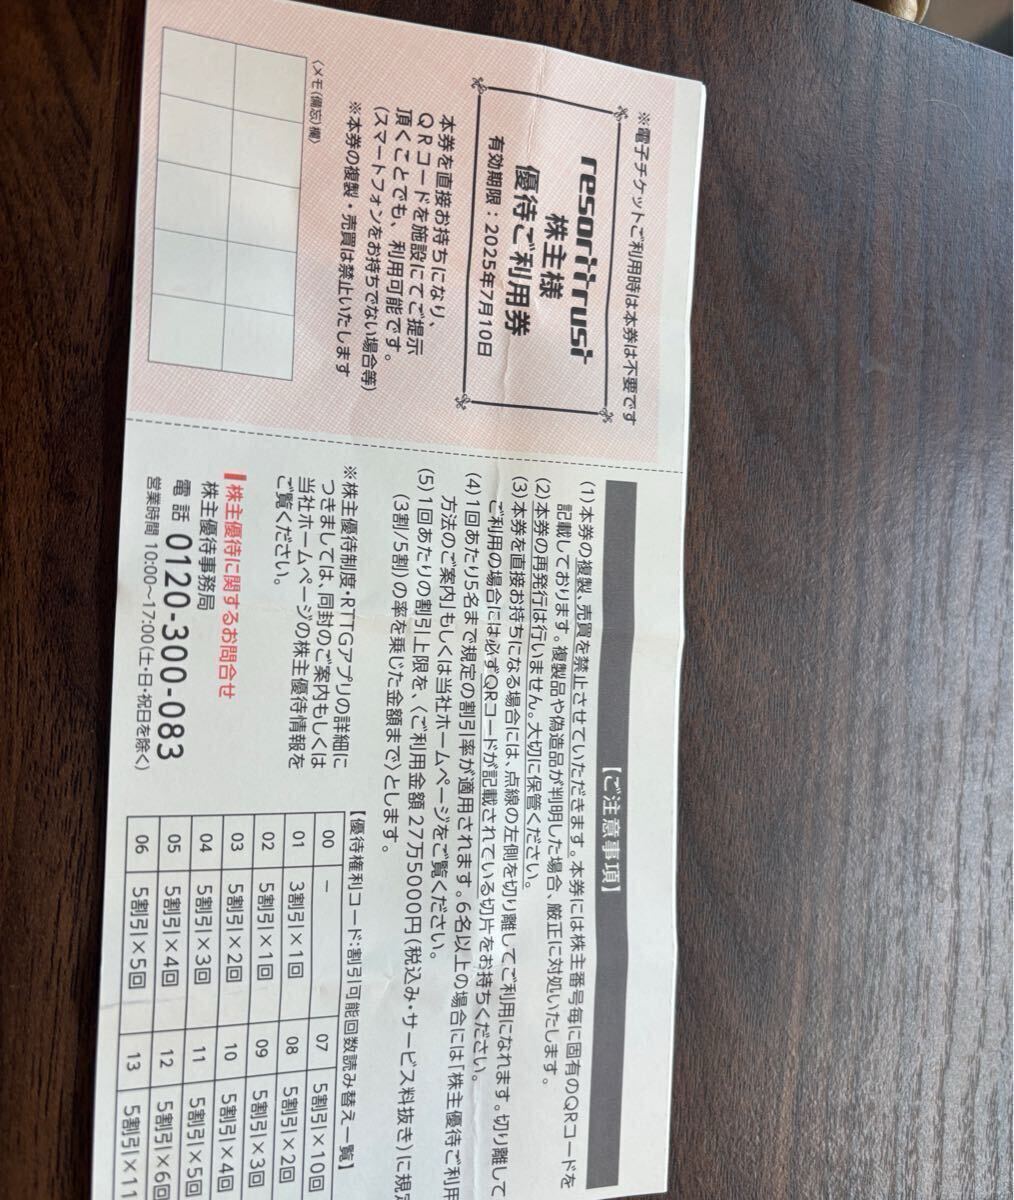 ※電子チケットご利用時は本券は不要です
resorttrust
株主様
優待ご利用券
有効期限：2025年7月10日
本券を直接お持ちになり、
QRコードを施設にてご提示
頂くことでも、利用可能です。
(スマートフォンをお持ちでない場合等)
※本券の複製・売買は禁止いたします
〈メモ(備忘)欄〉
【ご注意事項】
(1)本券の複製、売買を禁止させていただきます。本券には株主番号毎に固有のQRコードを
記載しております。複製品や偽造品が判明した場合、厳正に対処いたします。
(2)本券の再発行は行いません。大切に保管ください。
(3)本券を直接お持ちになる場合には、点線の左側を切り離してご利用になれます。切り離して
ご利用の場合には必ずQRコードが記載されている切片をお持ちください。
(4)1回あたり5名まで規定の割引率が適用されます。6名以上の場合には「株主優待ご利用
方法のご案内」もしくは当社ホームページをご覧ください。
(5)1回あたりの割引上限を、〈ご利用金額 27万5000円(税込み・サービス料抜き)に規定
(3割/5割)の率を乗じた金額まで〉とします。
※株主優待制度・RTTGアプリの詳細に
つきましては、同封のご案内もしくは
当社ホームページの株主優待情報を
ご覧ください。
株主優待に関するお問合せ
株主優待事務局
電話 0120-300-083
営業時間 10:00〜17:00(土・日・祝日を除く)
【優待権利コード:割引可能回数読み替え一覧】
00 − 07 5割引×10回
01 3割引×1回 08 5割引×2回
02 5割引×1回 09 5割引×3回
03 5割引×2回 10 5割引×4回
04 5割引×3回 11 5割引×5回
05 5割引×4回 12 5割引×6回
06 5割引×5回 13 5割引×11